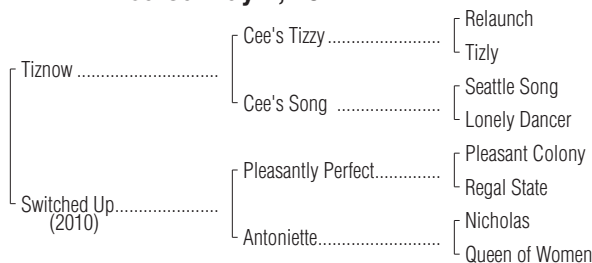 Relaunch
Cee's Tizzy
Tizly
Tiznow
Seattle Song
Cee's Song
Lonely Dancer
Pleasant Colony
Pleasantly Perfect
Regal State
Switched Up
(2010)
Nicholas
Antoniette
Queen of Women